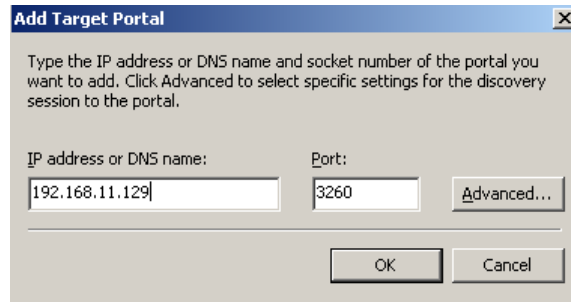 Add Target Portal
Type the IP address or DNS name and socket number of the portal you
want to add. Click Advanced to select specific settings for the discovery
session to the portal.
IP address or DNS name: Port:
192.168.11.129 3260 Advanced...
OK Cancel